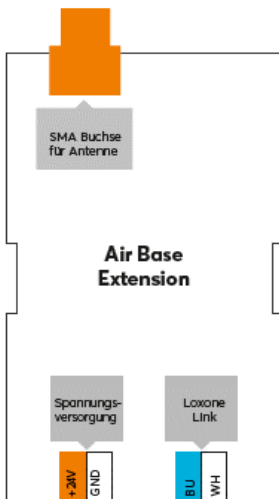 SMA Buchse
für Antenne
Air Base
Extension
Spannungs-
versorgung
Loxone
Link
+24V
GND
BU
WH